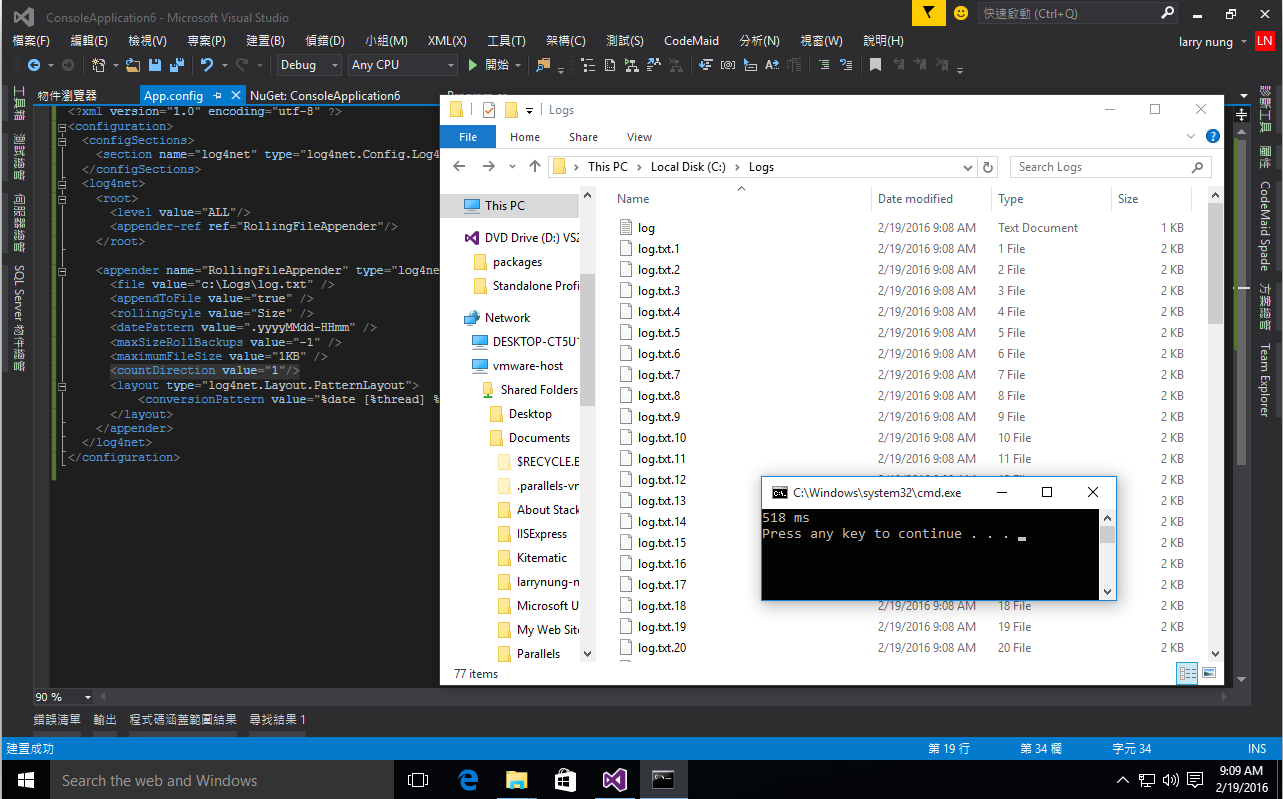 ConsoleApplication6 - Microsoft Visual Studio
快速啟動 (Ctrl+Q)
檔案(F) 編輯(E) 檢視(V) 專案(P) 建置(B) 偵錯(D) 小組(M) XML(X) 工具(T) 架構(C) 測試(S) CodeMaid 分析(N) 視窗(W) 說明(H)
larry nung LN
Debug Any CPU 開始
物件瀏覽器 App.config NuGet: ConsoleApplication6
工具箱
測試總管
伺服器總管
SQL Server 物件總管
<?xml version="1.0" encoding="utf-8" ?>
<configuration>
<configSections>
<section name="log4net" type="log4net.Config.Log4
</configSections>
<log4net>
<root>
<level value="ALL"/>
<appender-ref ref="RollingFileAppender"/>
</root>
<appender name="RollingFileAppender" type="log4ne
<file value="c:\Logs\log.txt" />
<appendToFile value="true" />
<rollingStyle value="Size" />
<datePattern value=".yyyyMMdd-HHmm" />
<maxSizeRollBackups value="-1" />
<maximumFileSize value="1KB" />
<countDirection value="1"/>
<layout type="log4net.Layout.PatternLayout">
<conversionPattern value="%date [%thread] %
</layout>
</appender>
</log4net>
</configuration>
Logs
File Home Share View
This PC Local Disk (C:) Logs
Search Logs
This PC
DVD Drive (D:) VS2
packages
Standalone Profi
Network
DESKTOP-CT5U
vmware-host
Shared Folders
Desktop
Documents
$RECYCLE.B
.parallels-vn
About Stack
IISExpress
Kitematic
larrynung-n
Microsoft U
My Web Site
Parallels
Name Date modified Type Size
log 2/19/2016 9:08 AM Text Document 1 KB
log.txt.1 2/19/2016 9:08 AM 1 File 2 KB
log.txt.2 2/19/2016 9:08 AM 2 File 2 KB
log.txt.3 2/19/2016 9:08 AM 3 File 2 KB
log.txt.4 2/19/2016 9:08 AM 4 File 2 KB
log.txt.5 2/19/2016 9:08 AM 5 File 2 KB
log.txt.6 2/19/2016 9:08 AM 6 File 2 KB
log.txt.7 2/19/2016 9:08 AM 7 File 2 KB
log.txt.8 2/19/2016 9:08 AM 8 File 2 KB
log.txt.9 2/19/2016 9:08 AM 9 File 2 KB
log.txt.10 2/19/2016 9:08 AM 10 File 2 KB
log.txt.11 2/19/2016 9:08 AM 11 File 2 KB
log.txt.12 2 KB
log.txt.13 2 KB
log.txt.14 2 KB
log.txt.15 2 KB
log.txt.16 2 KB
log.txt.17 2 KB
log.txt.18 2/19/2016 9:08 AM 18 File 2 KB
log.txt.19 2/19/2016 9:08 AM 19 File 2 KB
log.txt.20 2/19/2016 9:08 AM 20 File 2 KB
77 items
C:\Windows\system32\cmd.exe
518 ms
Press any key to continue . . .
診斷工具
屬性
CodeMaid Spade
方案總管
Team Explorer
90 %
錯誤清單 輸出 程式碼涵蓋範圍結果 尋找結果 1
建置成功 第 19 行 第 34 欄 字元 34 INS
Search the web and Windows
9:09 AM
2/19/2016